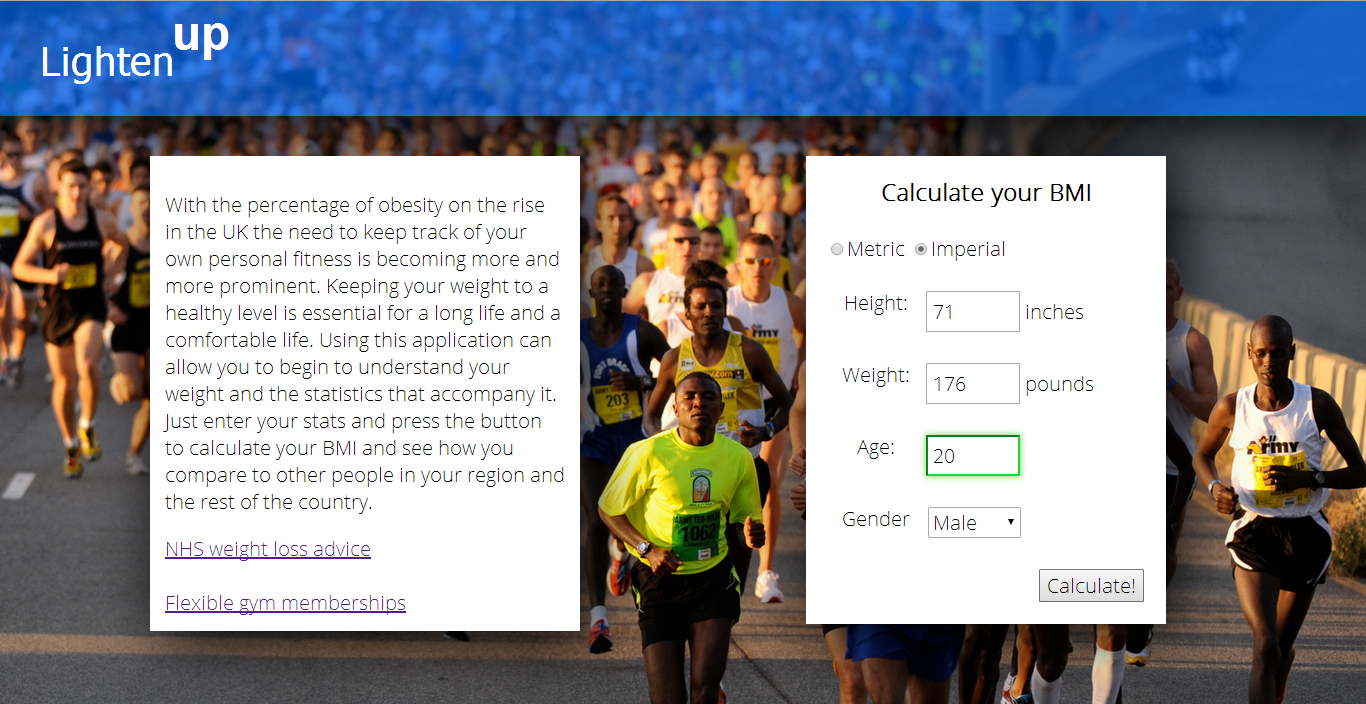 Lighten up
With the percentage of obesity on the rise
in the UK the need to keep track of your
own personal fitness is becoming more and
more prominent. Keeping your weight to a
healthy level is essential for a long life and a
comfortable life. Using this application can
allow you to begin to understand your
weight and the statistics that accompany it.
Just enter your stats and press the button
to calculate your BMI and see how you
compare to other people in your region and
the rest of the country.
NHS weight loss advice
Flexible gym memberships
Calculate your BMI
Metric Imperial
Height: 71 inches
Weight: 176 pounds
Age: 20
Gender Male
Calculate!
203
1062
Army